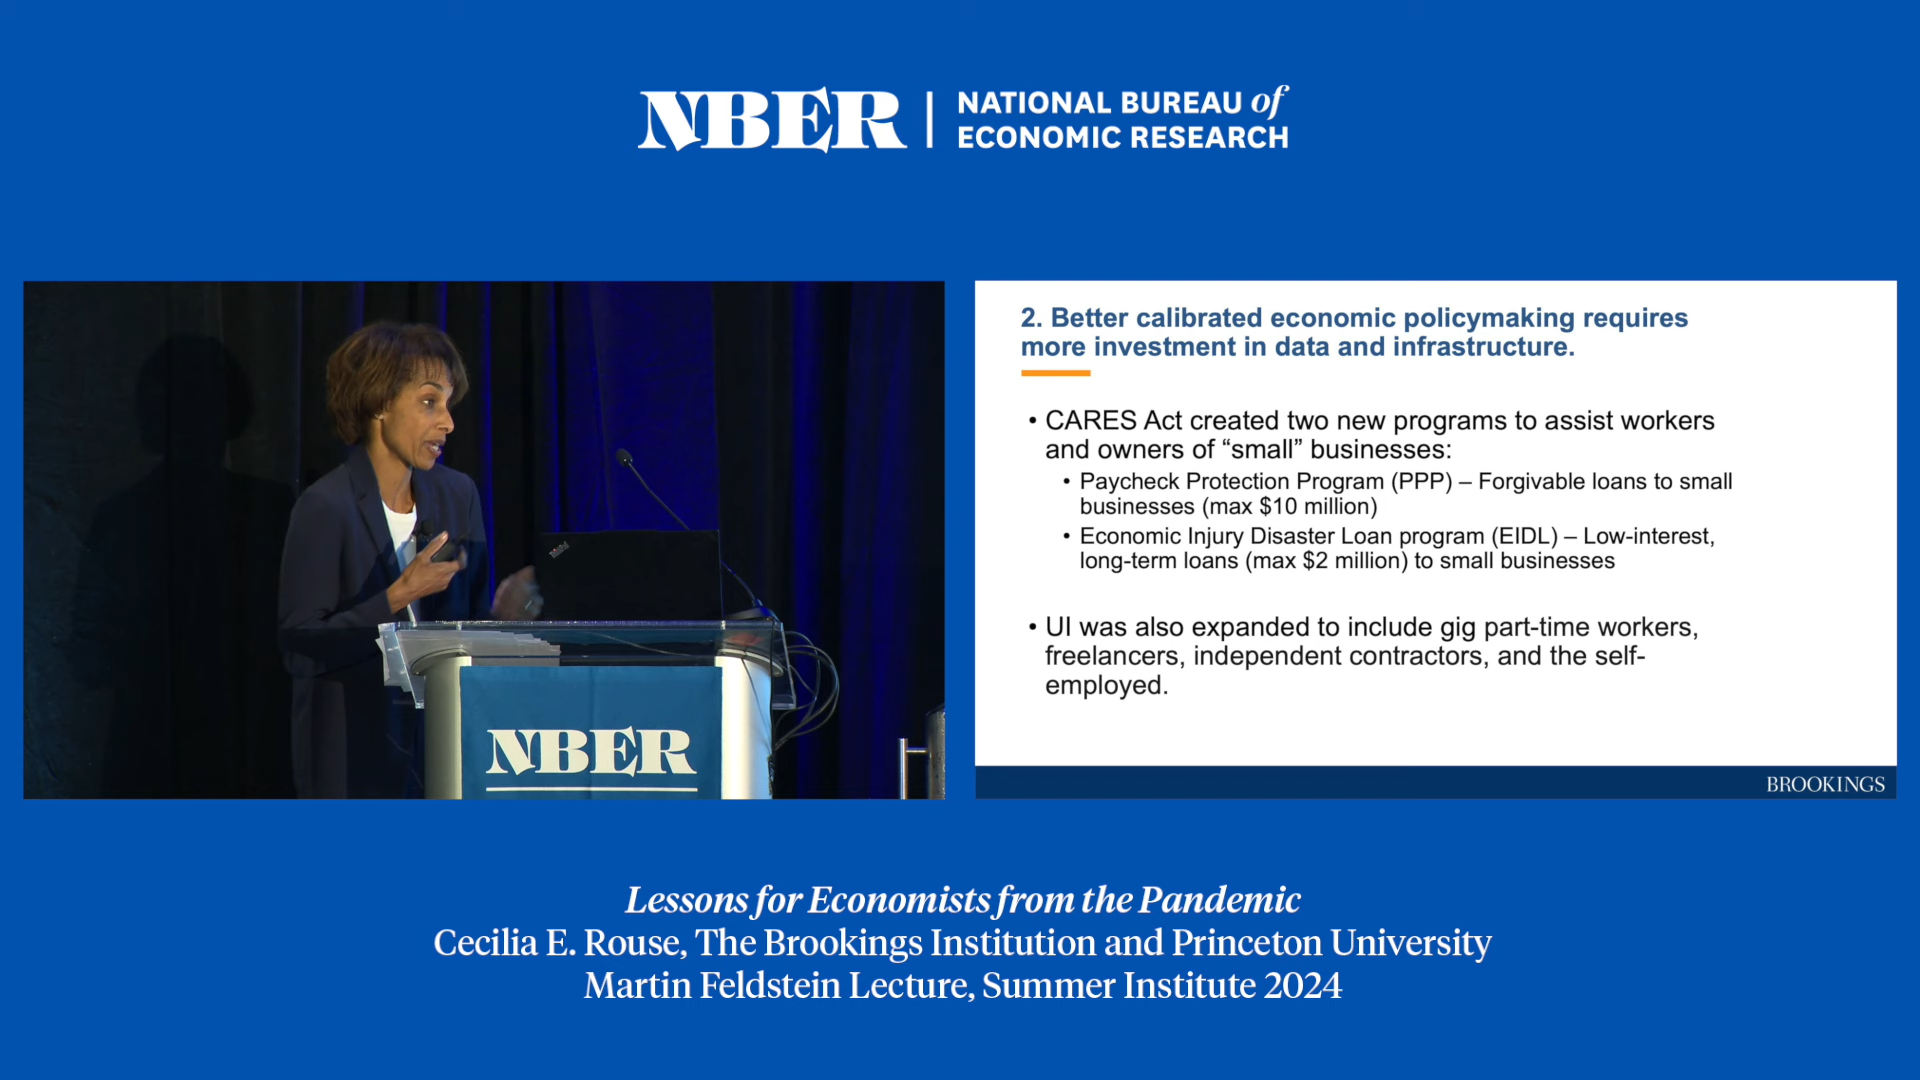 NBER | NATIONAL BUREAU of
ECONOMIC RESEARCH
ThinkPad
NBER
2. Better calibrated economic policymaking requires
more investment in data and infrastructure.
• CARES Act created two new programs to assist workers
and owners of “small” businesses:
• Paycheck Protection Program (PPP) – Forgivable loans to small
businesses (max $10 million)
• Economic Injury Disaster Loan program (EIDL) – Low-interest,
long-term loans (max $2 million) to small businesses
• UI was also expanded to include gig part-time workers,
freelancers, independent contractors, and the self-
employed.
BROOKINGS
Lessons for Economists from the Pandemic
Cecilia E. Rouse, The Brookings Institution and Princeton University
Martin Feldstein Lecture, Summer Institute 2024